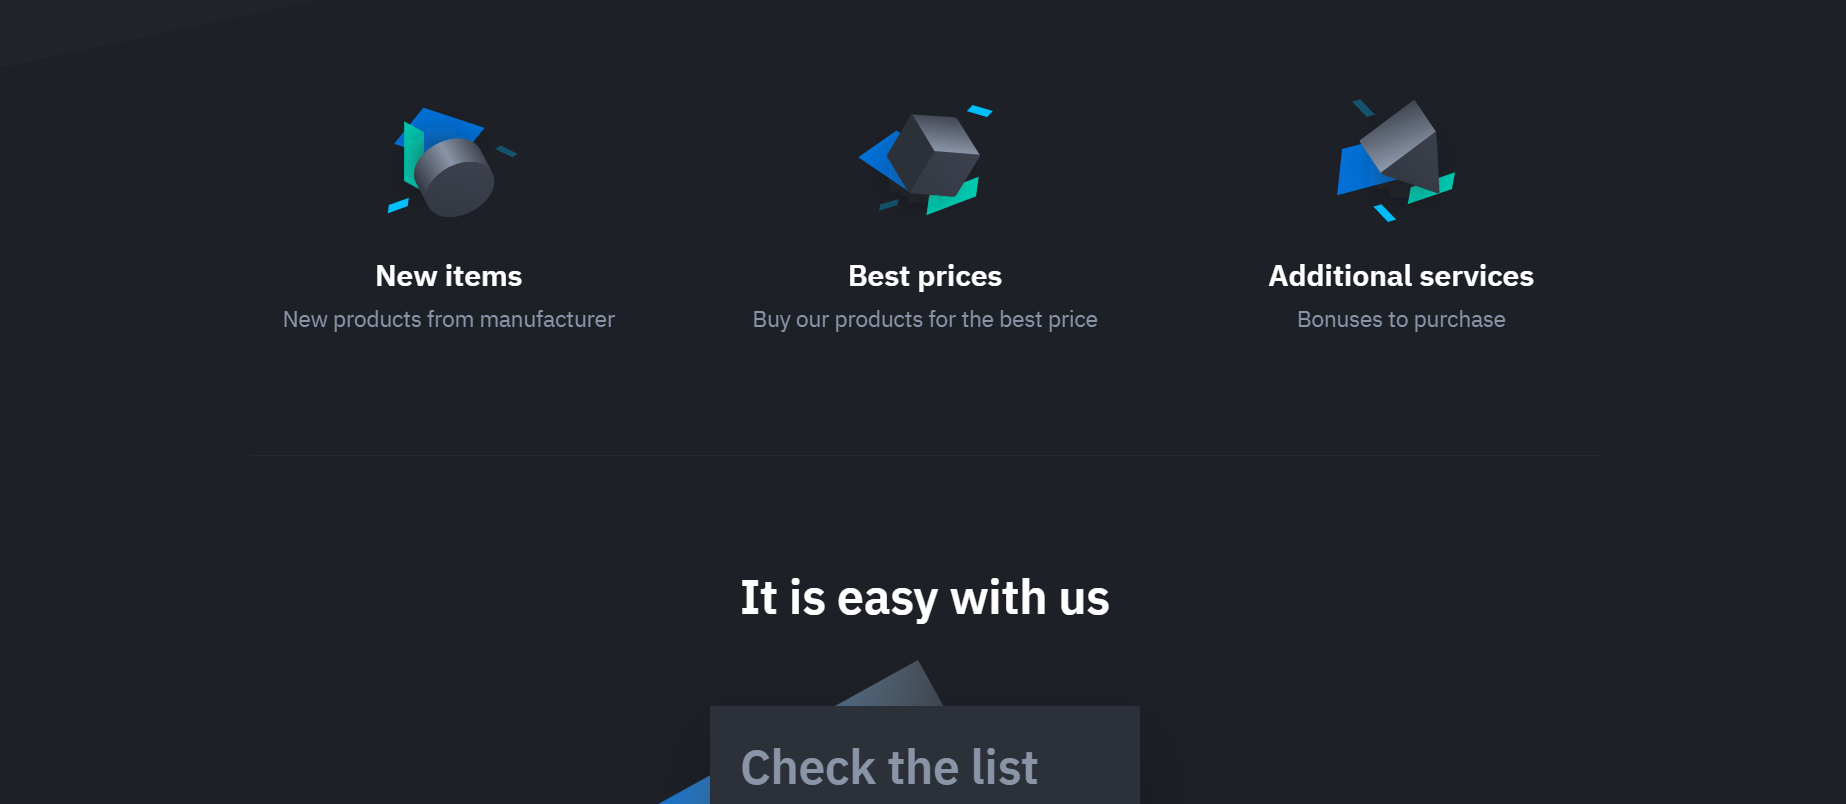 New items
New products from manufacturer
Best prices
Buy our products for the best price
Additional services
Bonuses to purchase
It is easy with us
Check the list